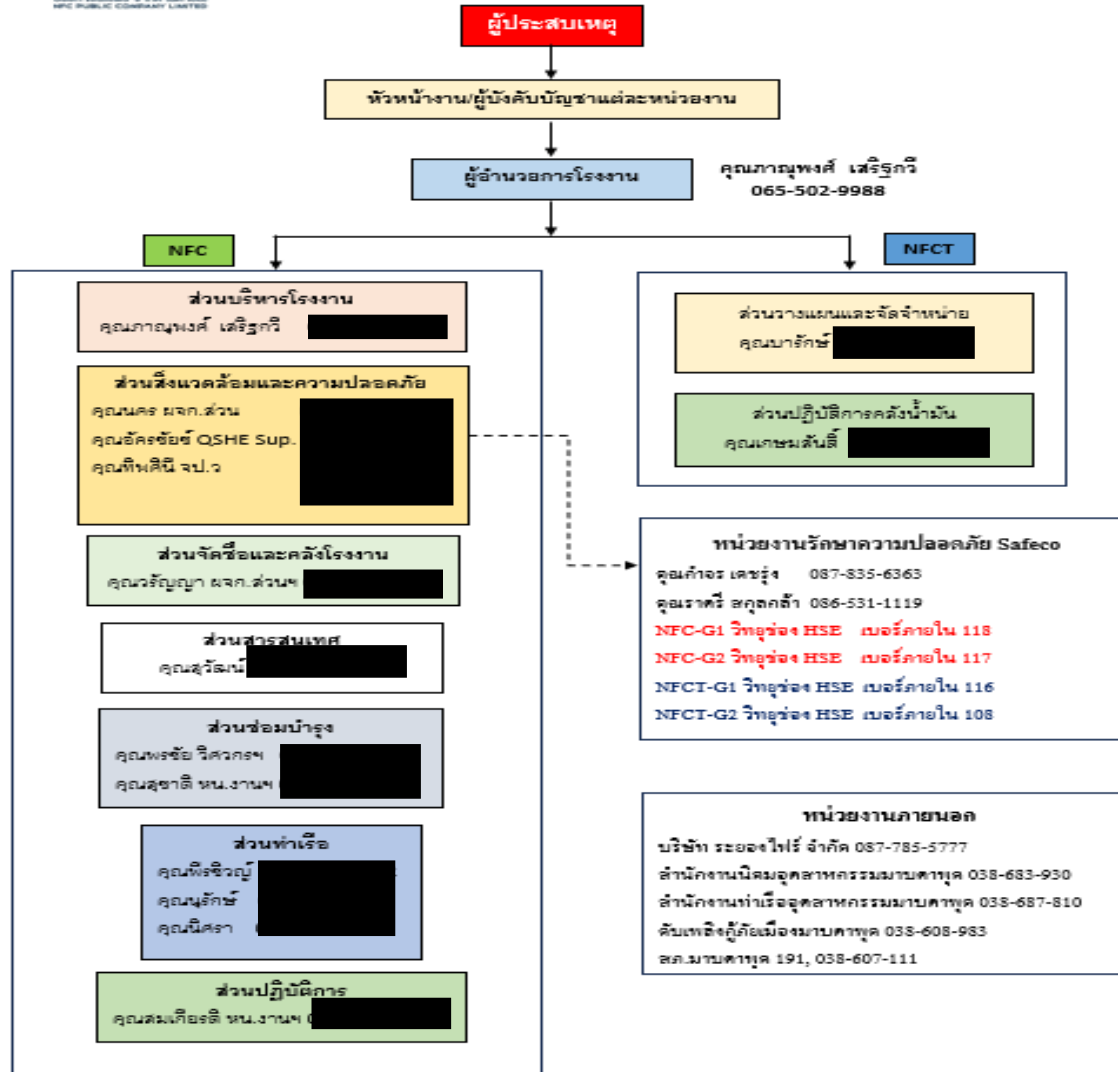 NFC PUBLIC COMPANY LIMITED
ผู้ประสบเหตุ
หัวหน้างาน/ผู้บังคับบัญชาแต่ละหน่วยงาน
ผู้อำนวยการโรงงาน
คุณภาณุพงศ์ เสริฐกวี
065-502-9988
NFC
NFCT
ส่วนบริหารโรงงาน
คุณภาณุพงศ์ เสริฐกวี
ส่วนสิ่งแวดล้อมและความปลอดภัย
คุณนคร ผจก.ส่วน
คุณอัครชัยช์ QSHE Sup.
คุณทิพศินี จป.ว
ส่วนจัดซื้อและคลังโรงงาน
คุณวรัญญา ผจก.ส่วนฯ
ส่วนสารสนเทศ
คุณสุวัฒน์
ส่วนซ่อมบำรุง
คุณพรชัย วิศวกรฯ
คุณสุชาติ หน.งานฯ
ส่วนท่าเรือ
คุณพีรชิวญ์
คุณนุรักษ์
คุณนิศรา
ส่วนปฏิบัติการ
คุณสมเกียรติ หน.งานฯ
ส่วนวางแผนและจัดจำหน่าย
คุณบารักษ์
ส่วนปฏิบัติการคลังน้ำมัน
คุณเกษมสันติ์
หน่วยงานรักษาความปลอดภัย Safeco
คุณกำจร เดชรุ่ง 087-835-6363
คุณราตรี สกุลกล้า 086-531-1119
NFC-G1 วิทยุช่อง HSE เบอร์ภายใน 118
NFC-G2 วิทยุช่อง HSE เบอร์ภายใน 117
NFCT-G1 วิทยุช่อง HSE เบอร์ภายใน 116
NFCT-G2 วิทยุช่อง HSE เบอร์ภายใน 108
หน่วยงานภายนอก
บริษัท ระยองไฟร์ จำกัด 087-785-5777
สำนักงานนิคมอุตสาหกรรมมาบตาพุด 038-683-930
สำนักงานท่าเรืออุตสาหกรรมมาบตาพุด 038-687-810
ดับเพลิงกู้ภัยเมืองมาบตาพุด 038-608-983
สภ.มาบตาพุด 191, 038-607-111